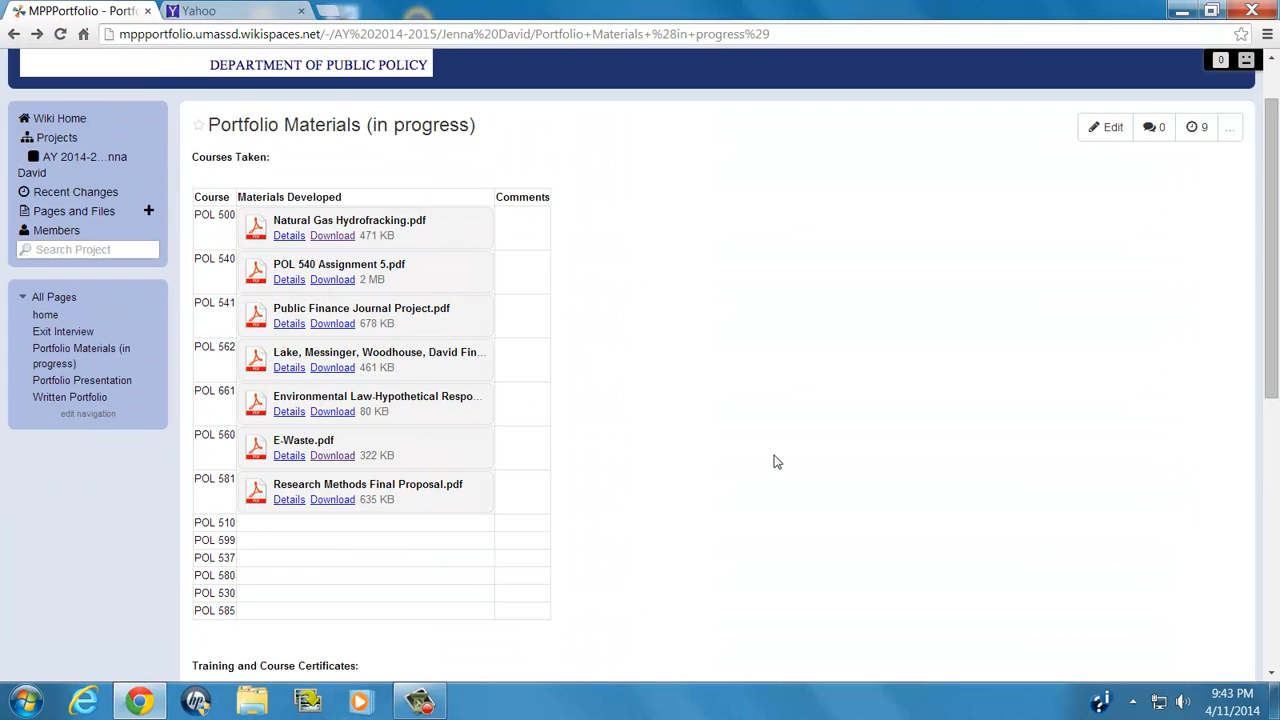 MPPPortfolio - Portf
Yahoo
mppportfolio.umassd.wikispaces.net/-/AY%202014-2015/Jenna%20David/Portfolio+Materials+%28in+progress%29
DEPARTMENT OF PUBLIC POLICY
0
Wiki Home
Projects
AY 2014-2...nna
David
Recent Changes
Pages and Files
Members
Search Project
All Pages
home
Exit Interview
Portfolio Materials (in
progress)
Portfolio Presentation
Written Portfolio
edit navigation
Portfolio Materials (in progress)
Edit 0 9 ...
Courses Taken:
Course Materials Developed Comments
POL 500 Natural Gas Hydrofracking.pdf
Details Download 471 KB
POL 540 POL 540 Assignment 5.pdf
Details Download 2 MB
POL 541 Public Finance Journal Project.pdf
Details Download 678 KB
POL 562 Lake, Messinger, Woodhouse, David Fin...
Details Download 461 KB
POL 661 Environmental Law-Hypothetical Respo...
Details Download 80 KB
POL 560 E-Waste.pdf
Details Download 322 KB
POL 581 Research Methods Final Proposal.pdf
Details Download 635 KB
POL 510
POL 599
POL 537
POL 580
POL 530
POL 585
Training and Course Certificates:
9:43 PM
4/11/2014